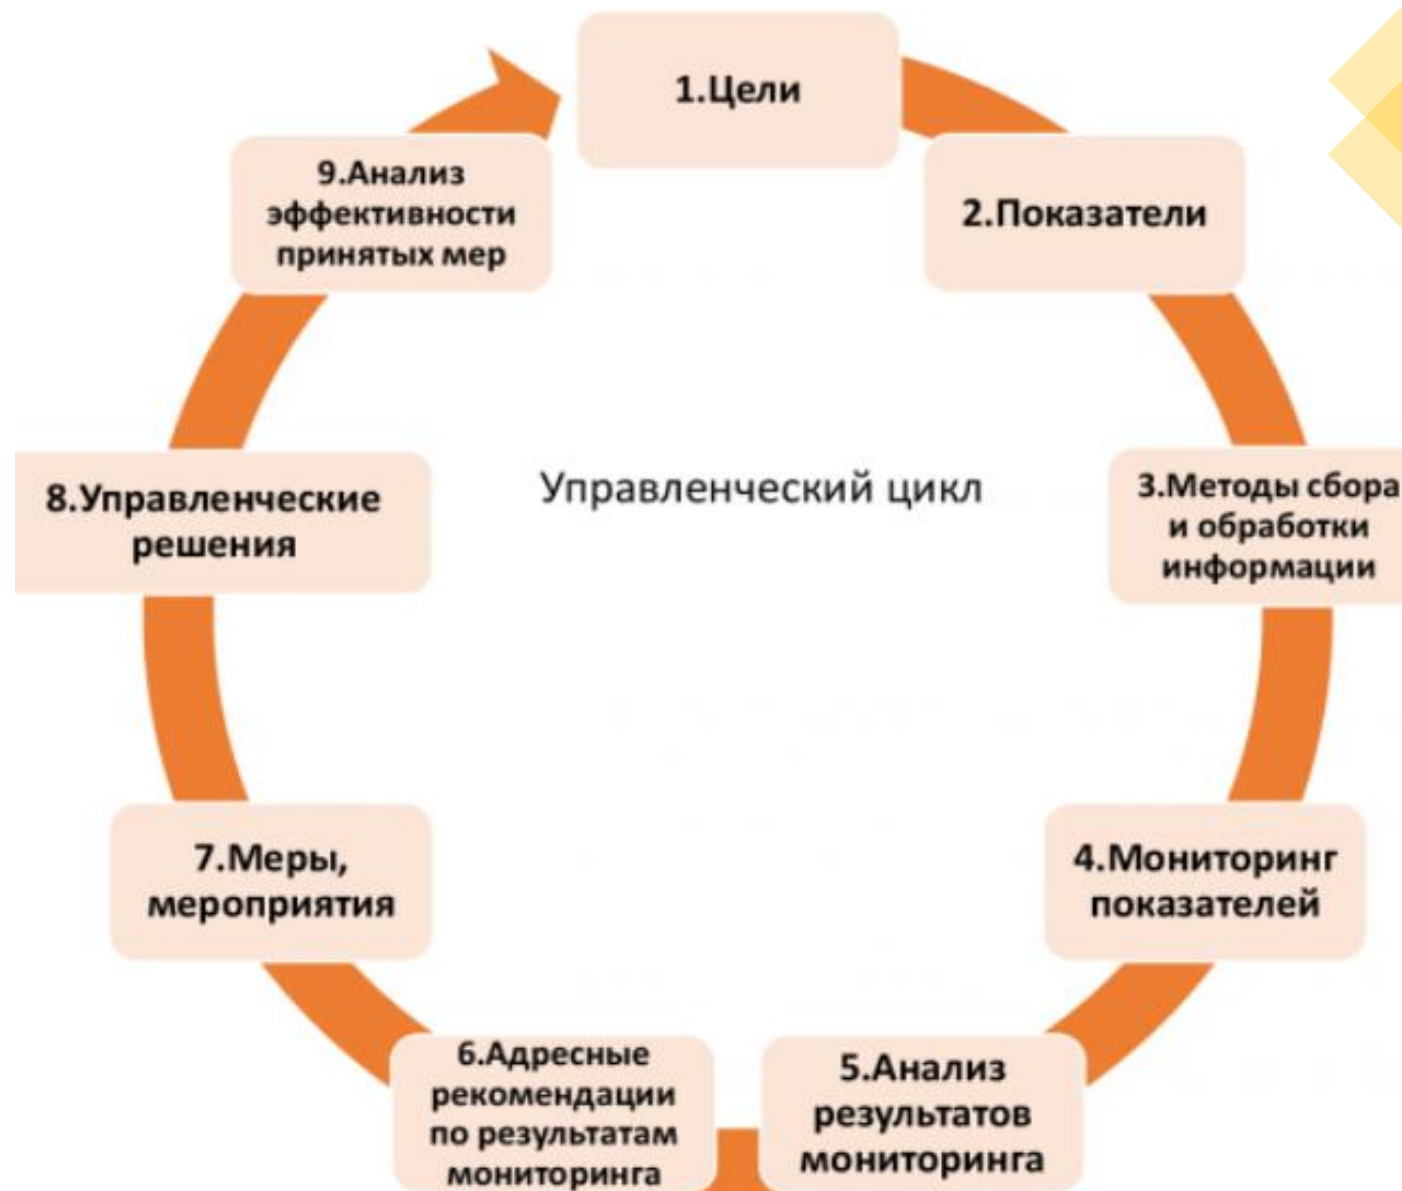 1.Цели
2.Показатели
3.Методы сбора
и обработки
информации
4.Мониторинг
показателей
5.Анализ
результатов
мониторинга
6.Адресные
рекомендации
по результатам
мониторинга
7.Меры,
мероприятия
8.Управленческие
решения
9.Анализ
эффективности
принятых мер
Управленческий цикл